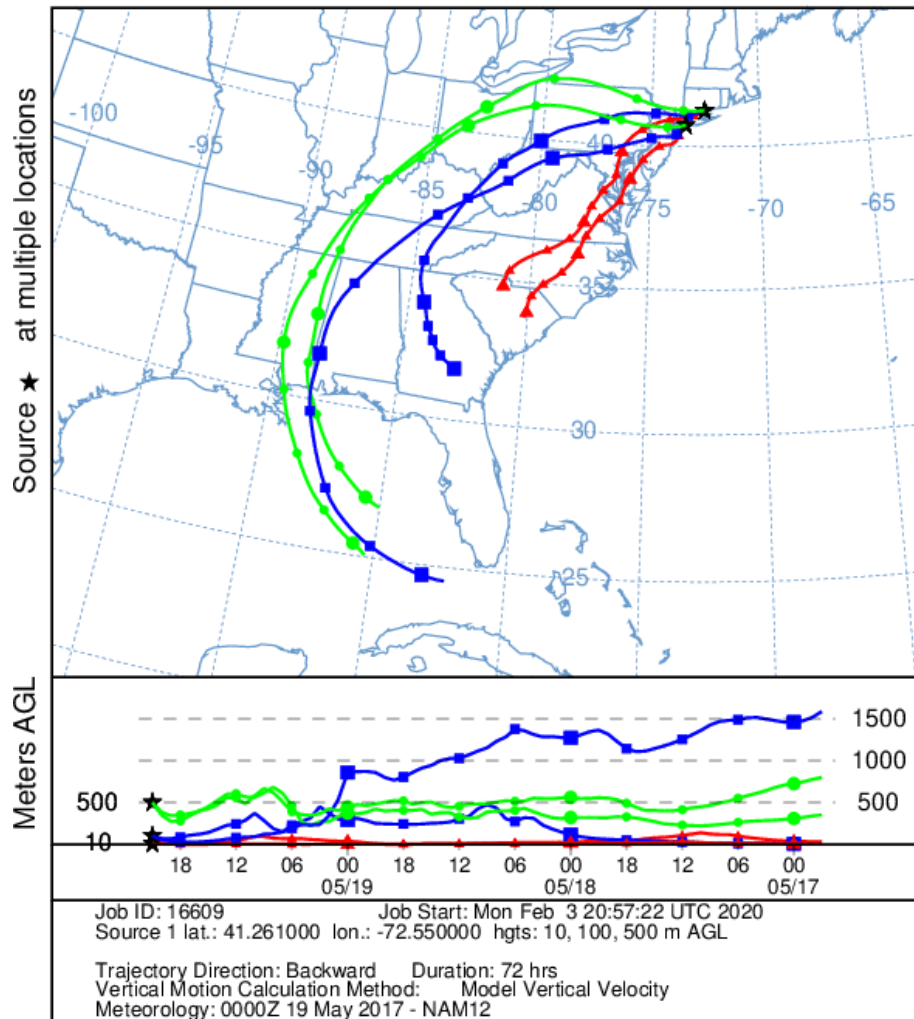 -100
-95
-90
-85
-80
-75
-70
-65
40
35
30
25
Source ★ at multiple locations
Meters AGL
1500
1000
500
500
10
18 12 06 00 18 12 06 00 18 12 06 00
05/19 05/18 05/17
Job ID: 16609 Job Start: Mon Feb 3 20:57:22 UTC 2020
Source 1 lat.: 41.261000 lon.: -72.550000 hgts: 10, 100, 500 m AGL
Trajectory Direction: Backward Duration: 72 hrs
Vertical Motion Calculation Method: Model Vertical Velocity
Meteorology: 0000Z 19 May 2017 - NAM12